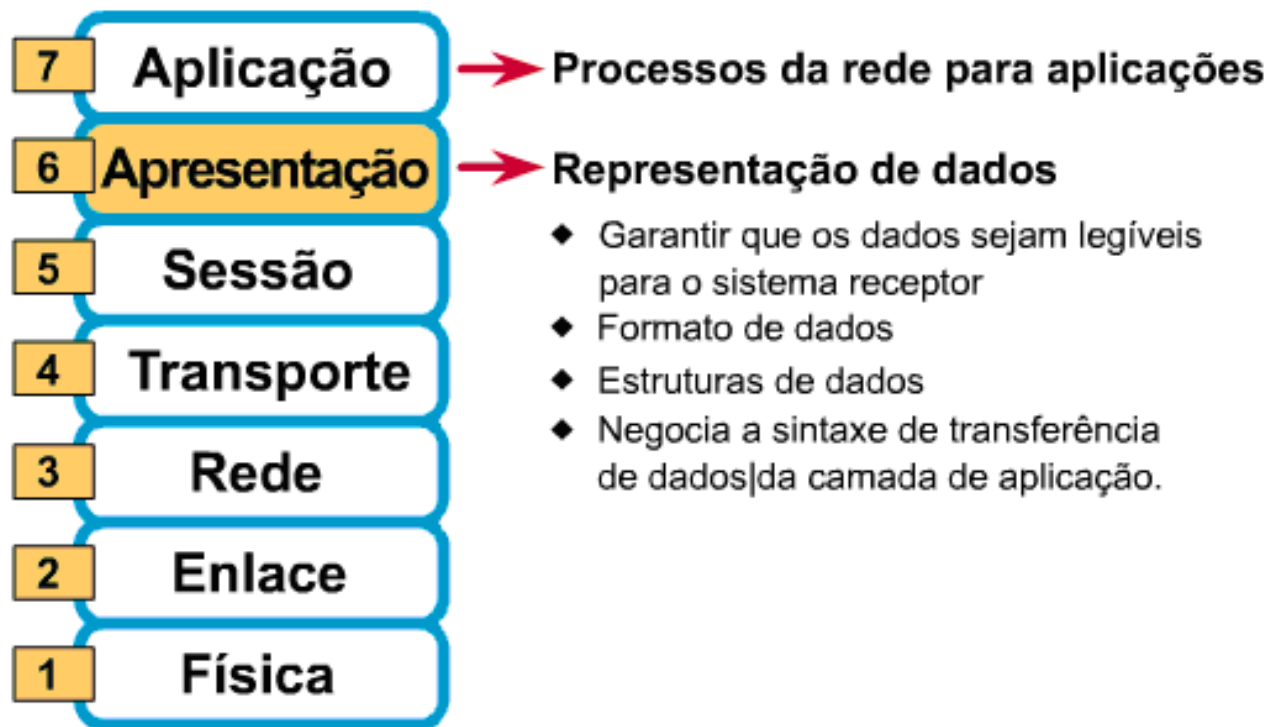 7 Aplicação Processos da rede para aplicações
6 Apresentação Representação de dados
◆ Garantir que os dados sejam legíveis
para o sistema receptor
◆ Formato de dados
◆ Estruturas de dados
◆ Negocia a sintaxe de transferência
de dados|da camada de aplicação.
5 Sessão
4 Transporte
3 Rede
2 Enlace
1 Física